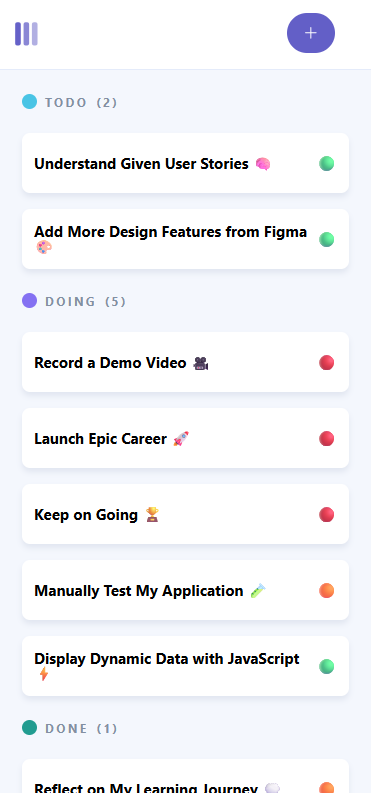 +
TODO (2)
Understand Given User Stories 🧠
Add More Design Features from Figma
🎨
DOING (5)
Record a Demo Video 🎥
Launch Epic Career 🚀
Keep on Going 🏆
Manually Test My Application 🧪
Display Dynamic Data with JavaScript
⚡
DONE (1)
Reflect on My Learning Journey 💭